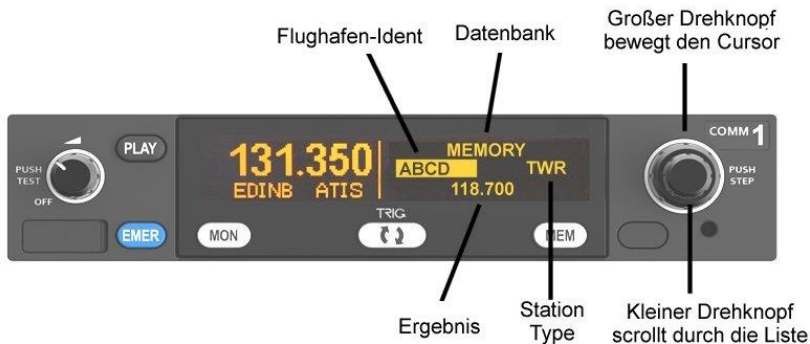 Großer Drehknopf
bewegt den Cursor
Flughafen-Ident
Datenbank
COMM 1
PLAY
PUSH
TEST
OFF
131.350
EDINB ATIS
MEMORY
ABCD
TWR
118.700
PUSH
STEP
EMER
MON
TRIG
MEM
Ergebnis
Station
Type
Kleiner Drehknopf
scrollt durch die Liste